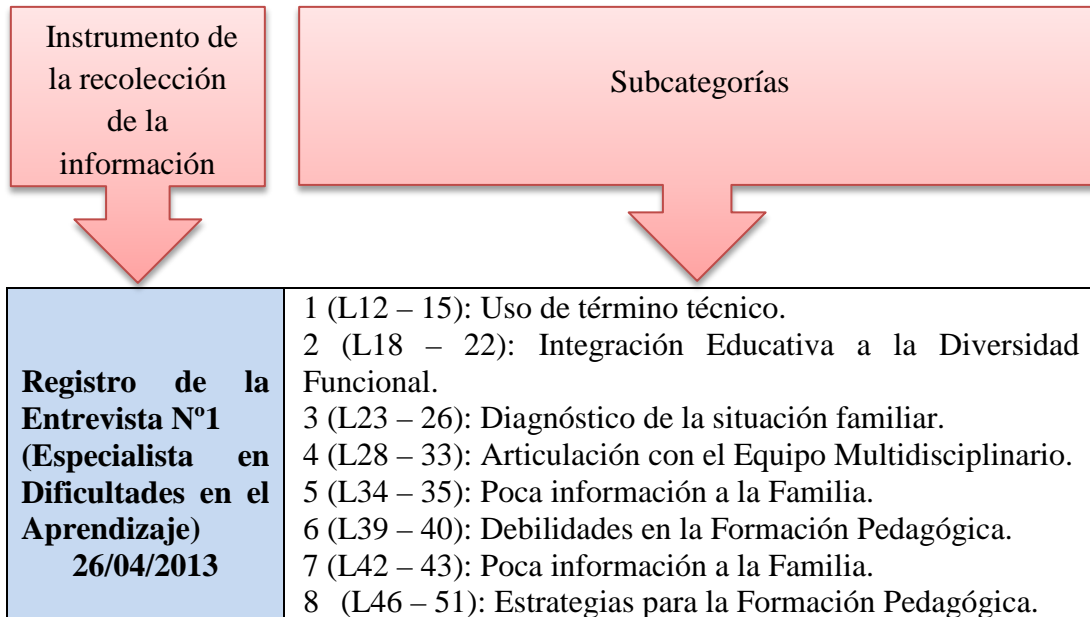 Instrumento de
la recolección
de la
información
Subcategorías
Registro de la
Entrevista Nº1
(Especialista en
Dificultades en el
Aprendizaje)
26/04/2013
1 (L12 – 15): Uso de término técnico.
2 (L18 – 22): Integración Educativa a la Diversidad
Funcional.
3 (L23 – 26): Diagnóstico de la situación familiar.
4 (L28 – 33): Articulación con el Equipo Multidisciplinario.
5 (L34 – 35): Poca información a la Familia.
6 (L39 – 40): Debilidades en la Formación Pedagógica.
7 (L42 – 43): Poca información a la Familia.
8 (L46 – 51): Estrategias para la Formación Pedagógica.